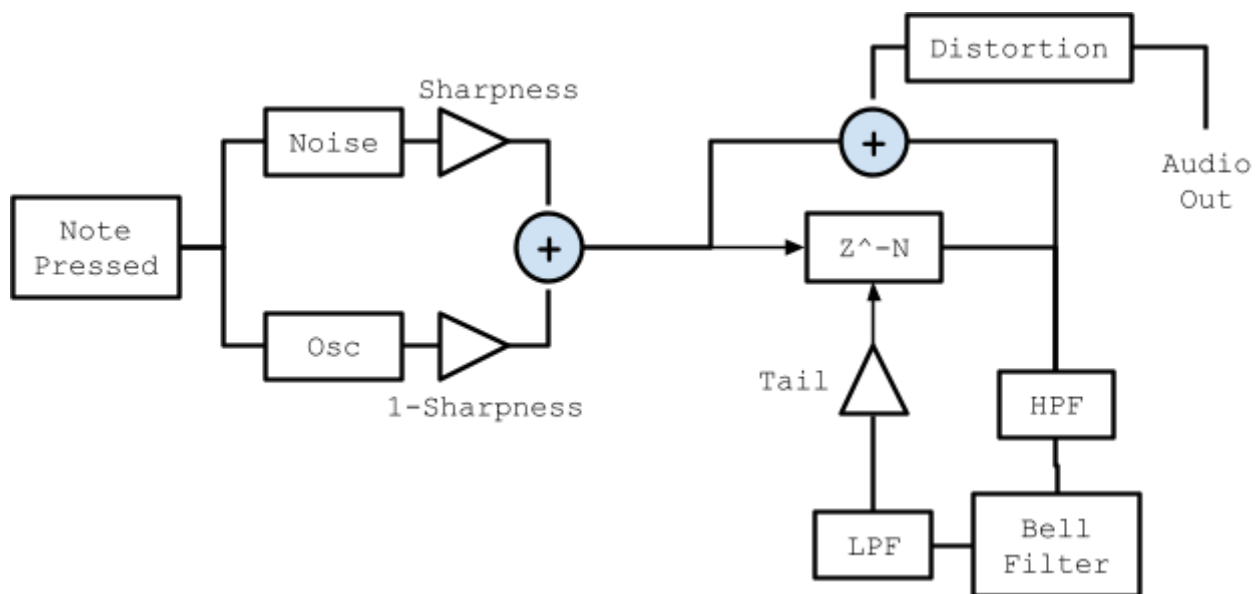 Distortion
Sharpness
+
Noise
+
Audio
Out
Note
Pressed
+
Z^-N
Osc
Tail
1-Sharpness
HPF
LPF
Bell
Filter